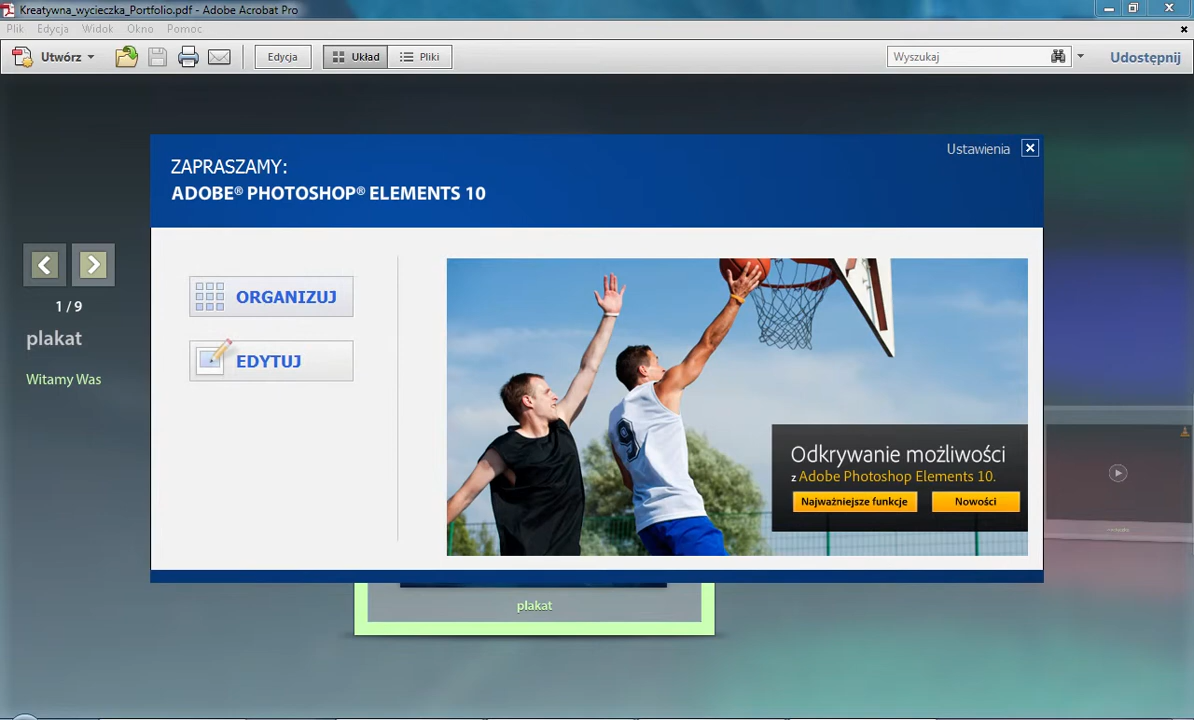 Kreatywna_wycieczka_Portfolio.pdf - Adobe Acrobat Pro
Plik Edycja Widok Okno Pomoc
Utwórz
Edycja
Układ
Pliki
Wyszukaj
Udostępnij
Ustawienia
ZAPRASZAMY:
ADOBE® PHOTOSHOP® ELEMENTS 10
1 / 9
plakat
Witamy Was
ORGANIZUJ
EDYTUJ
9
Odkrywanie możliwości
z Adobe Photoshop Elements 10.
Najważniejsze funkcje
Nowości
plakat